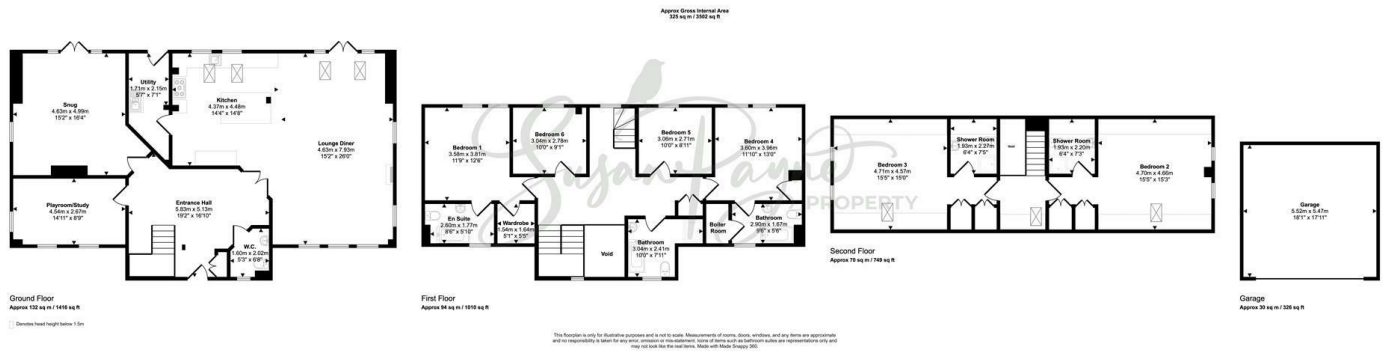 Approx Gross Internal Area
325 sq m / 3502 sq ft
Snug
4.63m x 4.99m
15'2" x 16'4"
Utility
1.71m x 2.15m
5'7" x 7'1"
Kitchen
4.37m x 4.48m
14'4" x 14'8"
Lounge Diner
4.63m x 7.93m
15'2" x 26'0"
Playroom/Study
4.54m x 2.67m
14'11" x 8'9"
Entrance Hall
5.83m x 5.13m
19'2" x 16'10"
W.C.
1.60m x 2.02m
5'3" x 6'8"
Ground Floor
Approx 132 sq m / 1416 sq ft
Denotes head height below 1.5m
Bedroom 1
3.58m x 3.81m
11'9" x 12'6"
Bedroom 6
3.04m x 2.78m
10'0" x 9'1"
Bedroom 5
3.06m x 2.71m
10'0" x 8'11"
Bedroom 4
3.60m x 3.96m
11'10" x 13'0"
En Suite
2.60m x 1.77m
8'6" x 5'10"
Wardrobe
1.54m x 1.64m
5'1" x 5'5"
Void
Bathroom
3.04m x 2.41m
10'0" x 7'11"
Boiler
Room
Bathroom
2.90m x 1.67m
9'6" x 5'6"
First Floor
Approx 94 sq m / 1010 sq ft
Susan Payne
PROPERTY
Bedroom 3
4.71m x 4.57m
15'5" x 15'0"
Shower Room
1.93m x 2.27m
6'4" x 7'5"
Void
Shower Room
1.93m x 2.20m
6'4" x 7'3"
Bedroom 2
4.70m x 4.66m
15'5" x 15'3"
Second Floor
Approx 70 sq m / 749 sq ft
Garage
5.52m x 5.47m
18'1" x 17'11"
Garage
Approx 30 sq m / 326 sq ft
This floorplan is only for illustrative purposes and is not to scale. Measurements of rooms, doors, windows, and any items are approximate
and no responsibility is taken for any error, omission or mis-statement. Icons of items such as bathroom suites are representations only and
may not look like the real items. Made with Made Snappy 360.